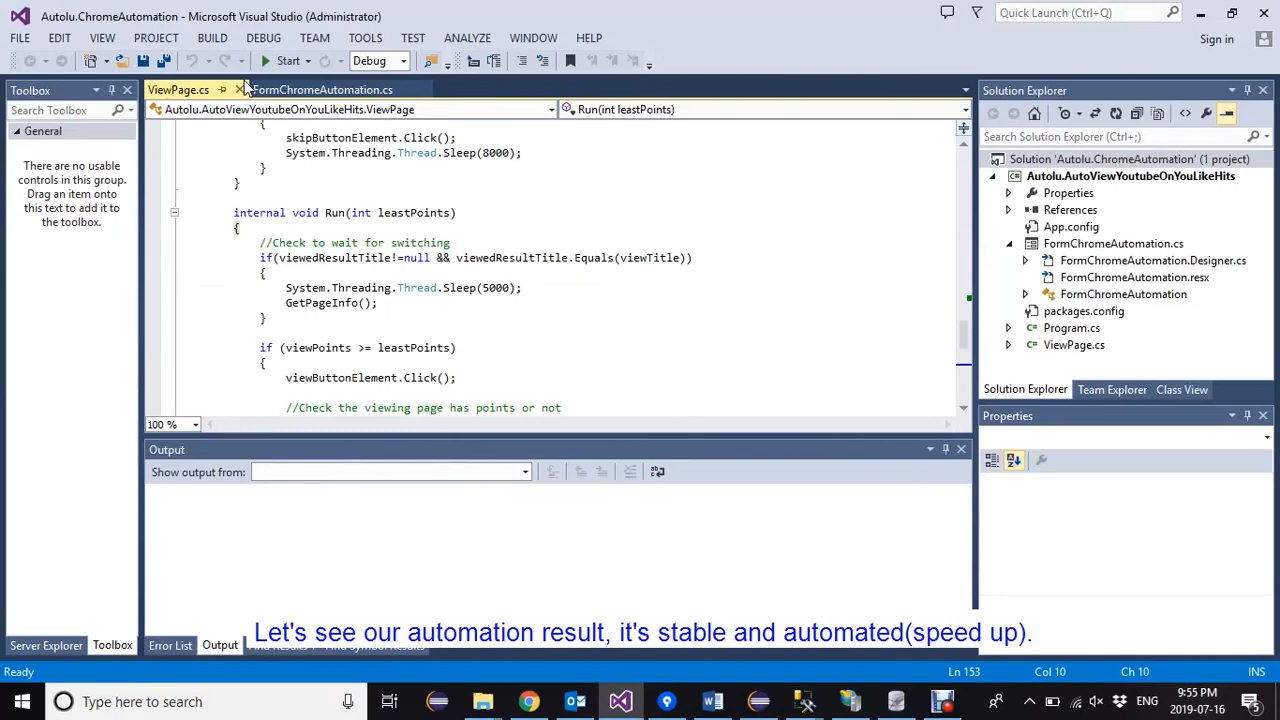 Autolu.ChromeAutomation - Microsoft Visual Studio (Administrator)
Quick Launch (Ctrl+Q)
FILE EDIT VIEW PROJECT BUILD DEBUG TEAM TOOLS TEST ANALYZE WINDOW HELP
Sign in
Start Debug
Toolbox
Search Toolbox
General
There are no usable
controls in this group.
Drag an item onto
this text to add it to
the toolbox.
ViewPage.cs FormChromeAutomation.cs
Autolu.AutoViewYoutubeOnYouLikeHits.ViewPage Run(int leastPoints)
{
skipButtonElement.Click();
System.Threading.Thread.Sleep(8000);
}
}
internal void Run(int leastPoints)
{
//Check to wait for switching
if(viewedResultTitle!=null && viewedResultTitle.Equals(viewTitle))
{
System.Threading.Thread.Sleep(5000);
GetPageInfo();
}
if (viewPoints >= leastPoints)
{
viewButtonElement.Click();
//Check the viewing page has points or not
100 %
Output
Show output from:
Solution Explorer
Search Solution Explorer (Ctrl+;)
Solution 'Autolu.ChromeAutomation' (1 project)
Autolu.AutoViewYoutubeOnYouLikeHits
Properties
References
App.config
FormChromeAutomation.cs
FormChromeAutomation.Designer.cs
FormChromeAutomation.resx
FormChromeAutomation
packages.config
Program.cs
ViewPage.cs
Solution Explorer Team Explorer Class View
Properties
Let's see our automation result, it's stable and automated(speed up).
Server Explorer Toolbox Error List Output
Ready Ln 153 Col 10 Ch 10 INS
Type here to search
ENG
9:55 PM
2019-07-16